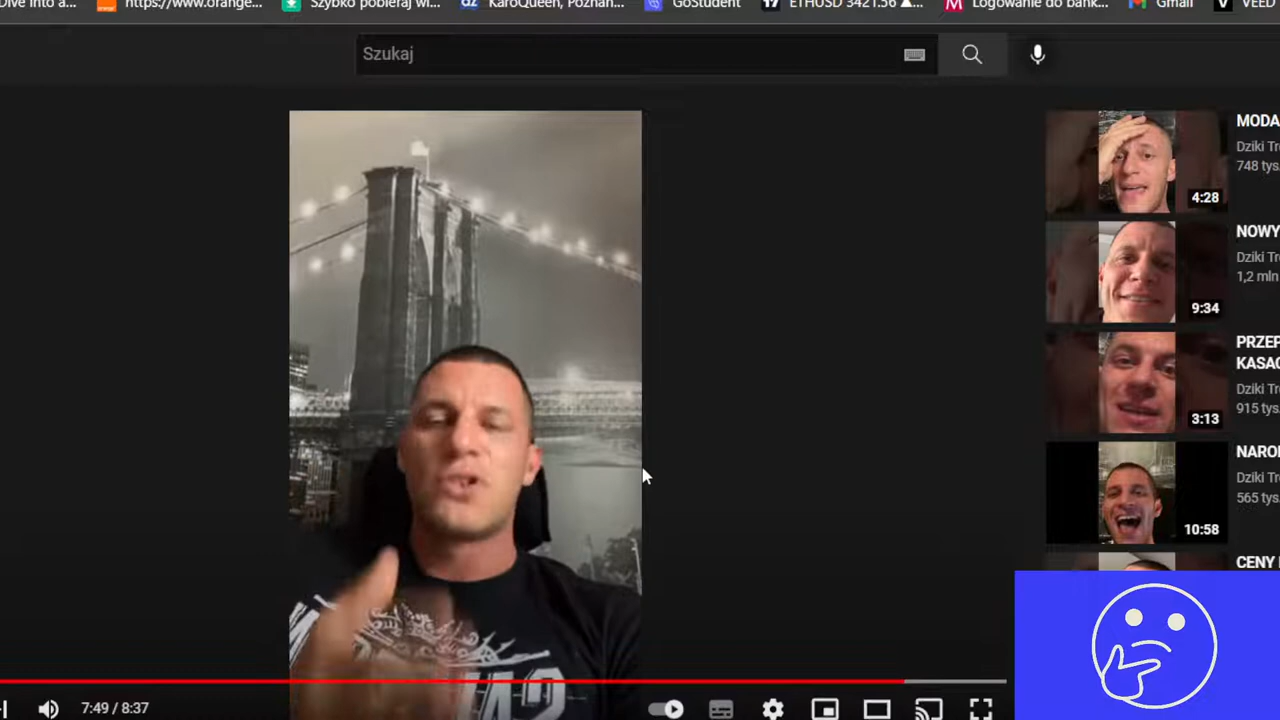 Dive into a...
https://www.orange...
Szybko pobieraj wi...
KaroQueen, Poznań...
GoStudent
ETHUSD 3421.56 ▲...
Logowanie do bank...
Gmail
VEED
Szukaj
MODA
Dziki Tr
748 tys.
4:28
NOWY
Dziki Tr
1,2 mln
9:34
PRZEP
KASAC
Dziki Tr
915 tys.
3:13
NAROD
Dziki Tr
565 tys.
10:58
CENY
7:49 / 8:37